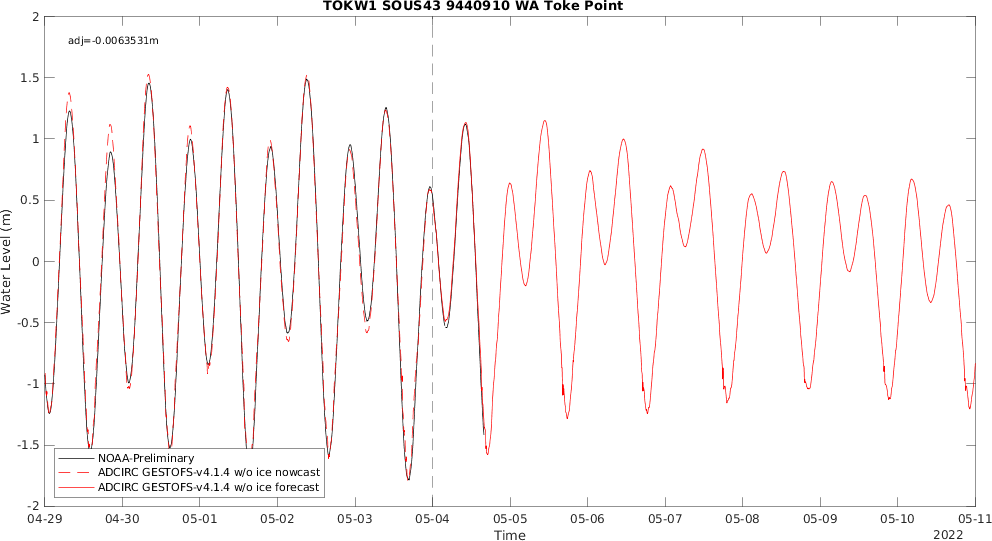 TOKW1 SOUS43 9440910 WA Toke Point
adj=-0.0063531m
2
1.5
1
0.5
0
-0.5
-1
-1.5
-2
Water Level (m)
NOAA-Preliminary
ADCIRC GESTOFS-v4.1.4 w/o ice nowcast
ADCIRC GESTOFS-v4.1.4 w/o ice forecast
04-29 04-30 05-01 05-02 05-03 05-04 05-05 05-06 05-07 05-08 05-09 05-10 05-11
Time
2022